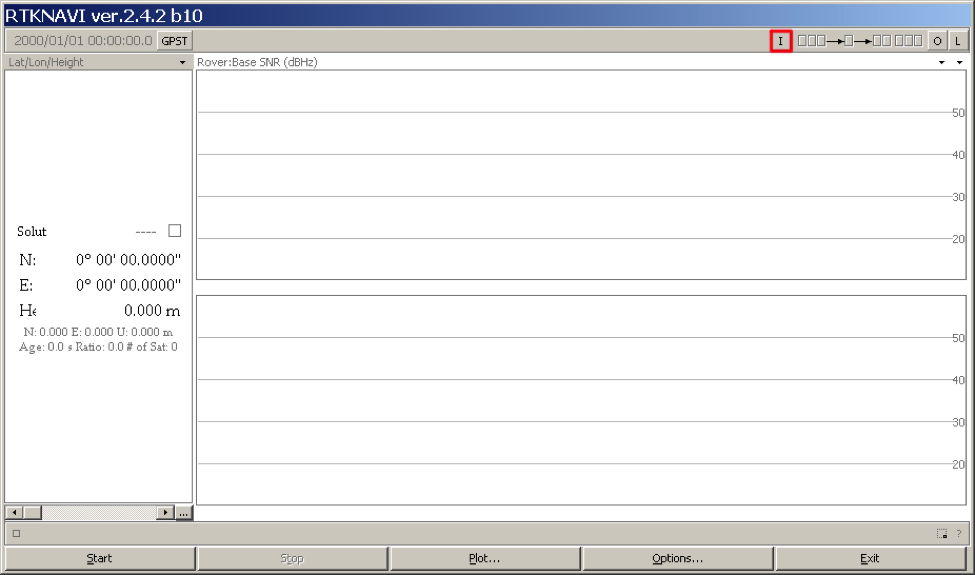 RTKNAVI ver.2.4.2 b10
2000/01/01 00:00:00.0 GPST I O L
Lat/Lon/Height
Rover:Base SNR (dBHz)
50
40
30
20
Solut ----
N: 0° 00' 00.0000"
E: 0° 00' 00.0000"
He 0.000 m
N: 0.000 E: 0.000 U: 0.000 m
Age: 0.0 s Ratio: 0.0 # of Sat: 0
50
40
30
20
...
?
Start Stop Plot... Options... Exit